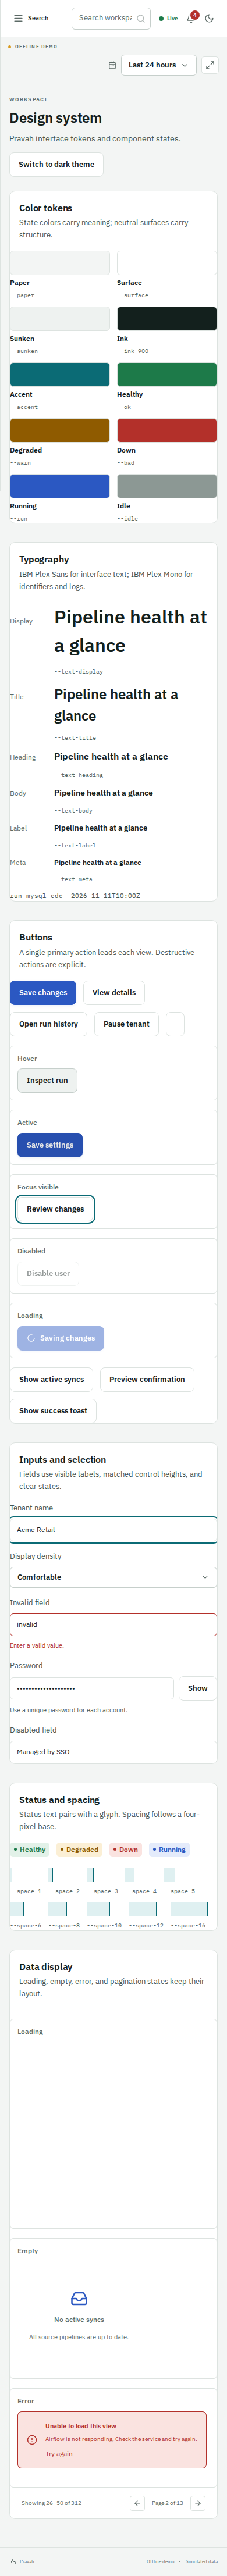 Search
Search workspa
Live
4
OFFLINE DEMO
Last 24 hours
WORKSPACE
Design system
Pravah interface tokens and component states.
Switch to dark theme
Color tokens
State colors carry meaning; neutral surfaces carry
structure.
Paper
--paper
Surface
--surface
Sunken
--sunken
Ink
--ink-900
Accent
--accent
Healthy
--ok
Degraded
--warn
Down
--bad
Running
--run
Idle
--idle
Typography
IBM Plex Sans for interface text; IBM Plex Mono for
identifiers and logs.
Display
Pipeline health at
a glance
--text-display
Title
Pipeline health at a
glance
--text-title
Heading
Pipeline health at a glance
--text-heading
Body
Pipeline health at a glance
--text-body
Label
Pipeline health at a glance
--text-label
Meta
Pipeline health at a glance
--text-meta
run_mysql_cdc__2026-11-11T10:00Z
Buttons
A single primary action leads each view. Destructive
actions are explicit.
Save changes
View details
Open run history
Pause tenant
Hover
Inspect run
Active
Save settings
Focus visible
Review changes
Disabled
Disable user
Loading
Saving changes
Show active syncs
Preview confirmation
Show success toast
Inputs and selection
Fields use visible labels, matched control heights, and
clear states.
Tenant name
Acme Retail
Display density
Comfortable
Invalid field
invalid
Enter a valid value.
Password
Show
Use a unique password for each account.
Disabled field
Managed by SSO
Status and spacing
Status text pairs with a glyph. Spacing follows a four-
pixel base.
Healthy
Degraded
Down
Running
--space-1
--space-2
--space-3
--space-4
--space-5
--space-6
--space-8
--space-10
--space-12
--space-16
Data display
Loading, empty, error, and pagination states keep their
layout.
Loading
Empty
No active syncs
All source pipelines are up to date.
Error
Unable to load this view
Airflow is not responding. Check the service and try again.
Try again
Showing 26–50 of 312
Page 2 of 13
Pravah
Offline demo • Simulated data